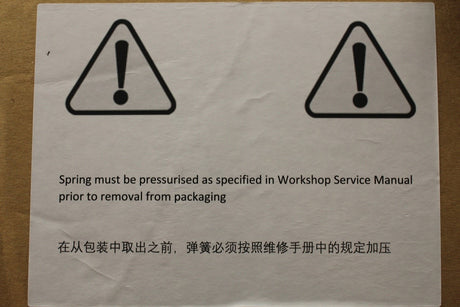 Spring must be pressurised as specified in Workshop Service Manual
prior to removal from packaging
在从包装中取出之前，弹簧必须按照维修手册中的规定加压